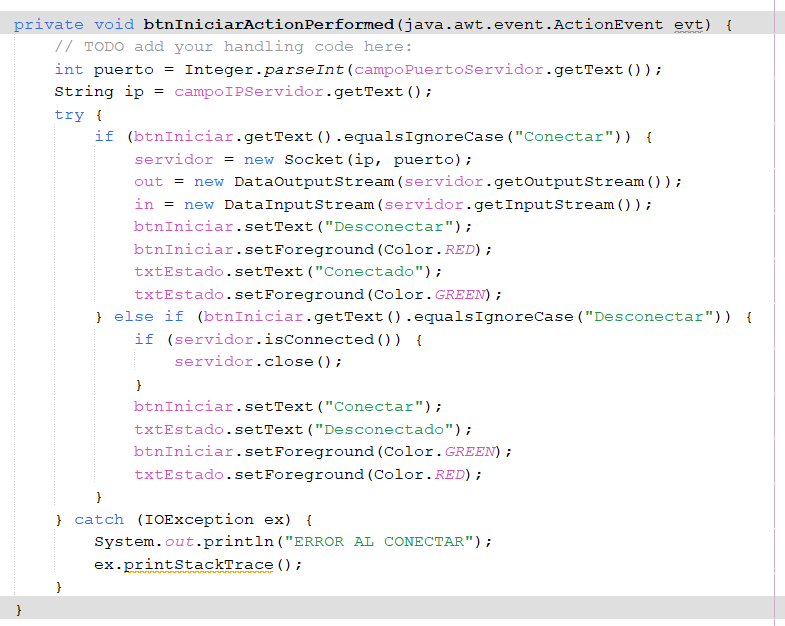 private void btnIniciarActionPerformed(java.awt.event.ActionEvent evt) {
    // TODO add your handling code here:
    int puerto = Integer.parseInt(campoPuertoServidor.getText());
    String ip = campoIPServidor.getText();
    try {
        if (btnIniciar.getText().equalsIgnoreCase("Conectar")) {
            servidor = new Socket(ip, puerto);
            out = new DataOutputStream(servidor.getOutputStream());
            in = new DataInputStream(servidor.getInputStream());
            btnIniciar.setText("Desconectar");
            btnIniciar.setForeground(Color.RED);
            txtEstado.setText("Conectado");
            txtEstado.setForeground(Color.GREEN);
        } else if (btnIniciar.getText().equalsIgnoreCase("Desconectar")) {
            if (servidor.isConnected()) {
                servidor.close();
            }
            btnIniciar.setText("Conectar");
            txtEstado.setText("Desconectado");
            btnIniciar.setForeground(Color.GREEN);
            txtEstado.setForeground(Color.RED);
        }
    } catch (IOException ex) {
        System.out.println("ERROR AL CONECTAR");
        ex.printStackTrace();
    }
}